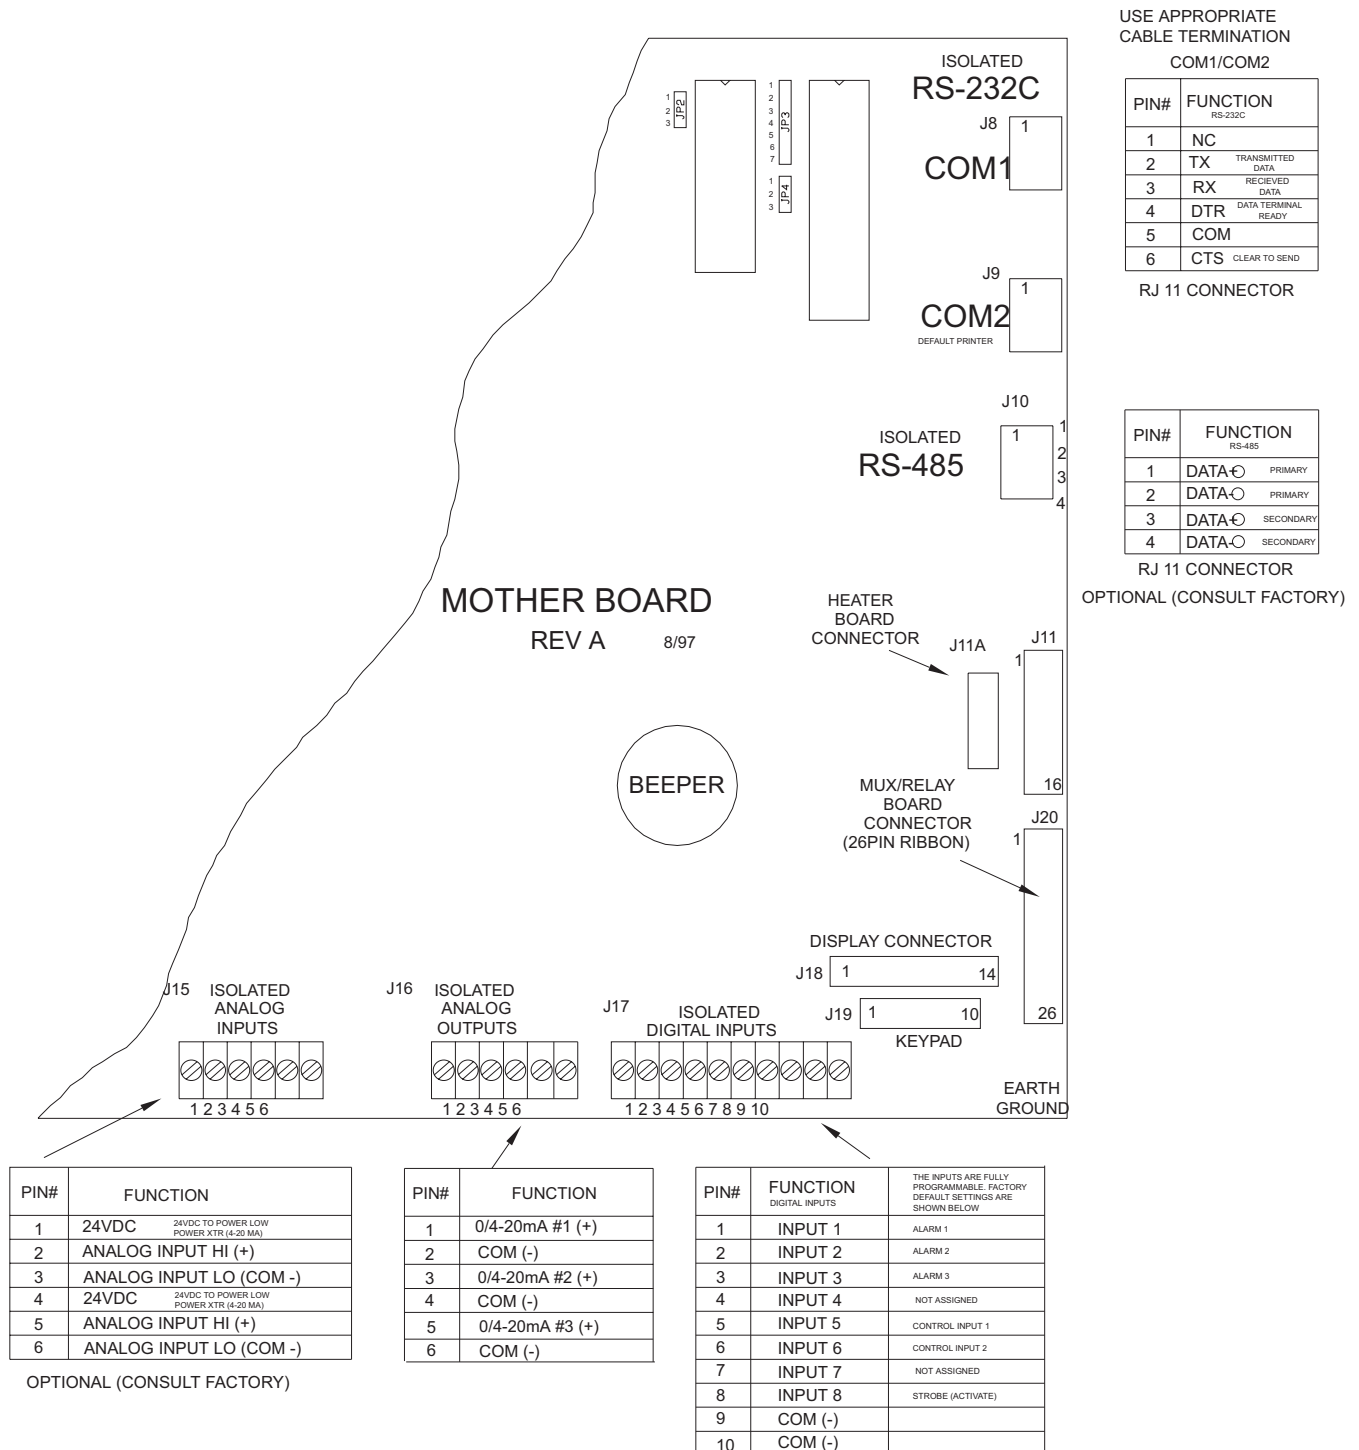 USE APPROPRIATE
CABLE TERMINATION
COM1/COM2
PIN# FUNCTION
RS-232C
1 NC
2 TX TRANSMITTED DATA
3 RX RECIEVED DATA
4 DTR DATA TERMINAL READY
5 COM
6 CTS CLEAR TO SEND
RJ 11 CONNECTOR
ISOLATED
RS-232C
J8
1
COM1
1
2
3
JP2
1
2
3
4
5
6
7
JP3
1
2
3
JP4
J9
1
COM2
DEFAULT PRINTER
J10
1
1
2
3
4
ISOLATED
RS-485
PIN# FUNCTION
RS-485
1 DATA+ PRIMARY
2 DATA- PRIMARY
3 DATA+ SECONDARY
4 DATA- SECONDARY
RJ 11 CONNECTOR
OPTIONAL (CONSULT FACTORY)
MOTHER BOARD
REV A 8/97
HEATER
BOARD
CONNECTOR
J11A
J11
1
16
BEEPER
MUX/RELAY
BOARD
CONNECTOR
(26PIN RIBBON)
J20
1
26
DISPLAY CONNECTOR
J18 1 14
J19 1 10
KEYPAD
EARTH
GROUND
J15 ISOLATED
ANALOG
INPUTS
1 2 3 4 5 6
J16 ISOLATED
ANALOG
OUTPUTS
1 2 3 4 5 6
J17 ISOLATED
DIGITAL INPUTS
1 2 3 4 5 6 7 8 9 10
PIN# FUNCTION
1 24VDC 24VDC TO POWER LOW POWER XTR (4-20 MA)
2 ANALOG INPUT HI (+)
3 ANALOG INPUT LO (COM -)
4 24VDC 24VDC TO POWER LOW POWER XTR (4-20 MA)
5 ANALOG INPUT HI (+)
6 ANALOG INPUT LO (COM -)
OPTIONAL (CONSULT FACTORY)
PIN# FUNCTION
1 0/4-20mA #1 (+)
2 COM (-)
3 0/4-20mA #2 (+)
4 COM (-)
5 0/4-20mA #3 (+)
6 COM (-)
PIN# FUNCTION
DIGITAL INPUTS
THE INPUTS ARE FULLY
PROGRAMMABLE. FACTORY
DEFAULT SETTINGS ARE
SHOWN BELOW
1 INPUT 1 ALARM 1
2 INPUT 2 ALARM 2
3 INPUT 3 ALARM 3
4 INPUT 4 NOT ASSIGNED
5 INPUT 5 CONTROL INPUT 1
6 INPUT 6 CONTROL INPUT 2
7 INPUT 7 NOT ASSIGNED
8 INPUT 8 STROBE (ACTIVATE)
9 COM (-)
10 COM (-)